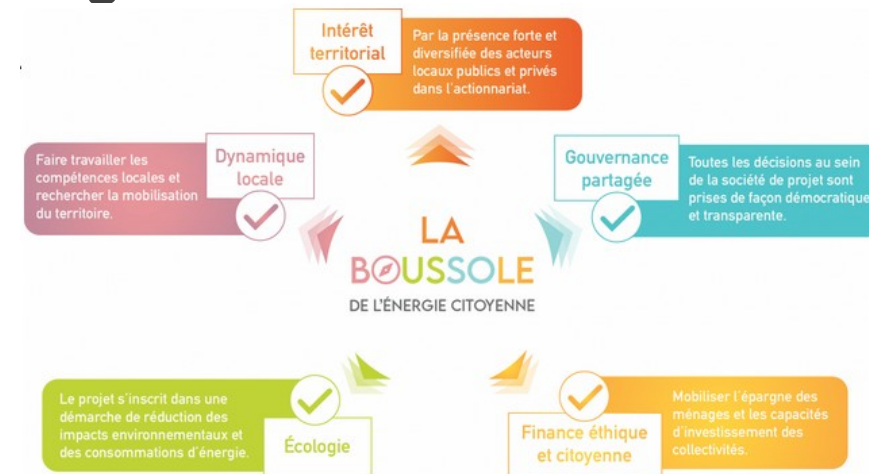 Intérêt
territorial
Par la présence forte et
diversifiée des acteurs
locaux publics et privés
dans l'actionnariat.
Faire travailler les
compétences locales et
rechercher la mobilisation
du territoire.
Dynamique
locale
Gouvernance
partagée
Toutes les décisions au sein
de la société de projet sont
prises de façon démocratique
et transparente.
LA
BOUSSOLE
DE L'ÉNERGIE CITOYENNE
Le projet s'inscrit dans une
démarche de réduction des
impacts environnementaux et
des consommations d'énergie.
Écologie
Finance éthique
et citoyenne
Mobiliser l'épargne des
ménages et les capacités
d'investissement des
collectivités.